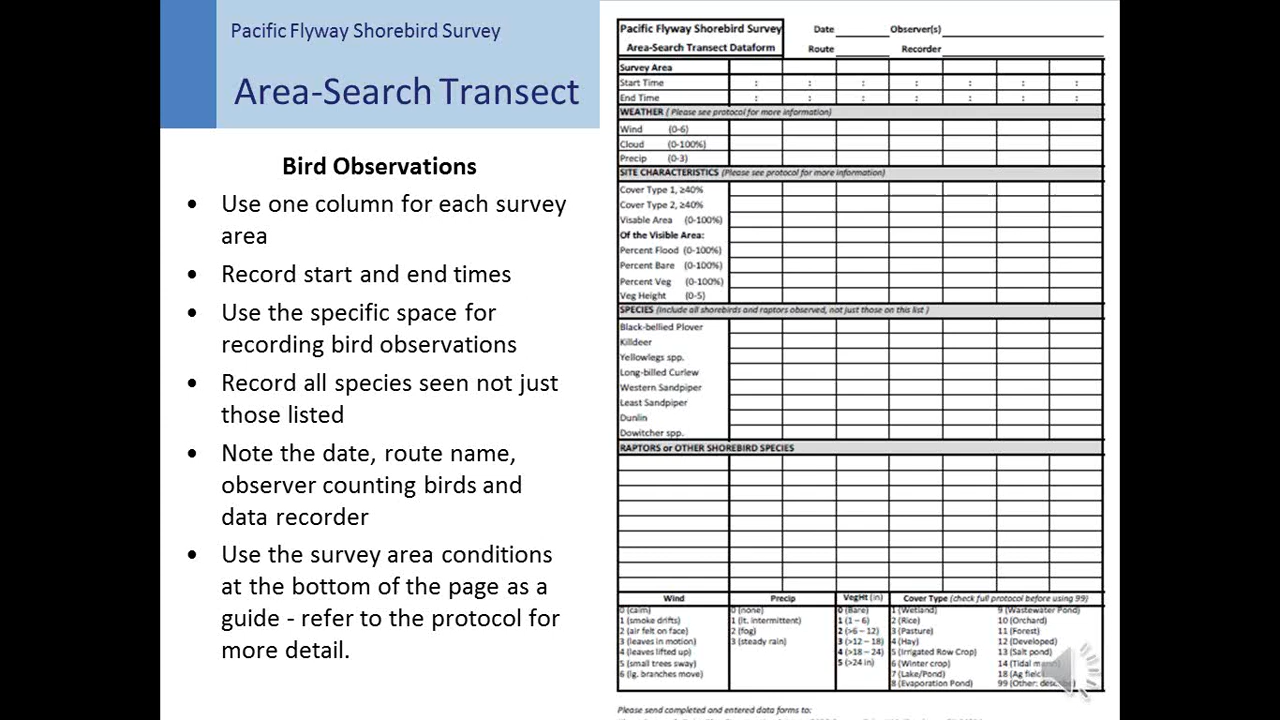 Pacific Flyway Shorebird Survey
Area-Search Transect
Bird Observations
• Use one column for each survey
area
• Record start and end times
• Use the specific space for
recording bird observations
• Record all species seen not just
those listed
• Note the date, route name,
observer counting birds and
data recorder
• Use the survey area conditions
at the bottom of the page as a
guide - refer to the protocol for
more detail.
Pacific Flyway Shorebird Survey Date Observer(s)
Area-Search Transect Dataform Route Recorder
Survey Area
Start Time : : : : : : :
End Time : : : : : : :
WEATHER ( Please see protocol for more information)
Wind (0-6)
Cloud (0-100%)
Precip (0-3)
SITE CHARACTERISTICS (Please see protocol for more information)
Cover Type 1, ≥40%
Cover Type 2, ≥40%
Visable Area (0-100%)
Of the Visible Area:
Percent Flood (0-100%)
Percent Bare (0-100%)
Percent Veg (0-100%)
Veg Height (0-5)
SPECIES (Include all shorebirds and raptors observed, not just those on this list )
Black-bellied Plover
Killdeer
Yellowlegs spp.
Long-billed Curlew
Western Sandpiper
Least Sandpiper
Dunlin
Dowitcher spp.
RAPTORS or OTHER SHOREBIRD SPECIES
Wind Precip VegHt (in) Cover Type (check full protocol before using 99)
0 (calm) 0 (none) 0 (Bare) 1 (Wetland) 9 (Wastewater Pond)
1 (smoke drifts) 1 (lt. intermittent) 1 (1 – 6) 2 (Rice) 10 (Orchard)
2 (air felt on face) 2 (fog) 2 (>6 – 12) 3 (Pasture) 11 (Forest)
3 (leaves in motion) 3 (steady rain) 3 (>12 – 18) 4 (Hay) 12 (Developed)
4 (leaves lifted up) 4 (>18 – 24) 5 (Irrigated Row Crop) 13 (Salt pond)
5 (small trees sway) 5 (>24 in) 6 (Winter crop) 14 (Tidal
6 (lg. branches move) 7 (Lake/Pond) 18 (Ag
8 (Evaporation Pond) 99 (Other:
Please send completed and entered data forms to: